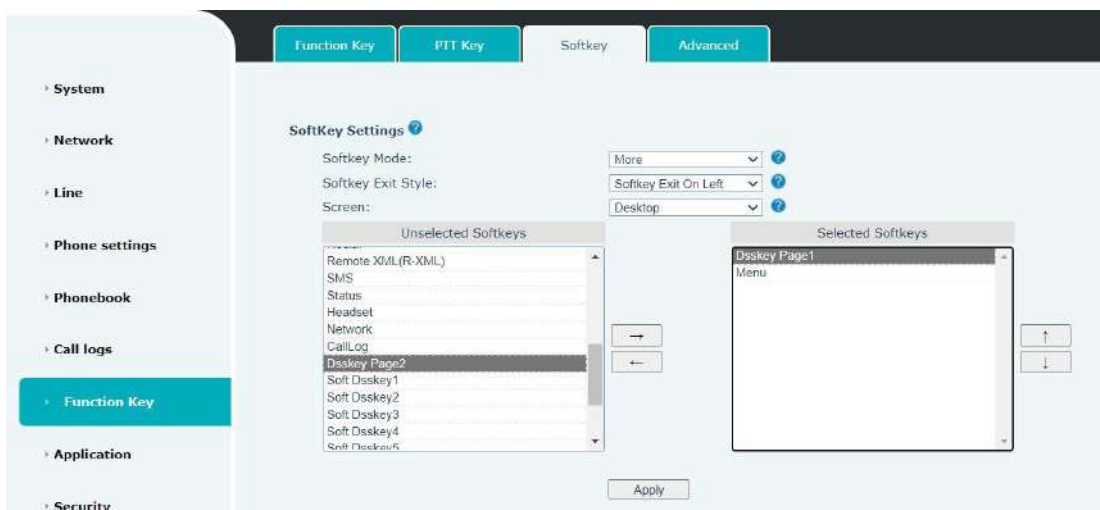 Function Key
PTT Key
Softkey
Advanced
System
Network
Line
Phone settings
Phonebook
Call logs
Function Key
Application
Security
SoftKey Settings
Softkey Mode:
More
Softkey Exit Style:
Softkey Exit On Left
Screen:
Desktop
Unselected Softkeys
Remote XML(R-XML)
SMS
Status
Headset
Network
CallLog
Dsskey Page2
Soft Dsskey1
Soft Dsskey2
Soft Dsskey3
Soft Dsskey4
Soft Dsskey5
→
←
Selected Softkeys
Dsskey Page1
Menu
↑
↓
Apply